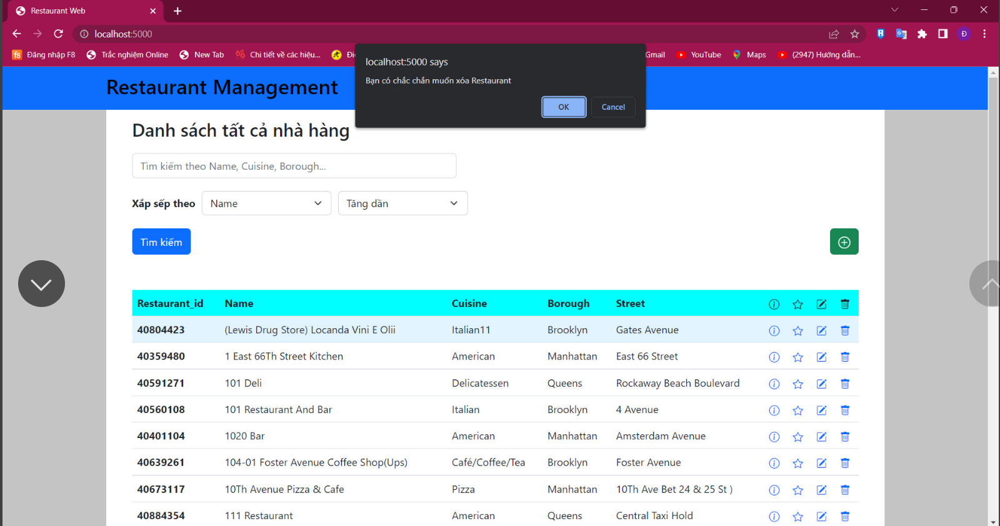 Restaurant Web
localhost:5000
Đăng nhập F8 Trắc nghiệm Online New Tab Chi tiết về các hiệu... Gmail YouTube Maps (2947) Hướng dẫn...
localhost:5000 says
Bạn có chắc chắn muốn xóa Restaurant
OK Cancel
Restaurant Management
Danh sách tất cả nhà hàng
Tìm kiếm theo Name, Cuisine, Borough...
Xắp sếp theo Name Tăng dần
Tìm kiếm
Restaurant_id Name Cuisine Borough Street
40804423 (Lewis Drug Store) Locanda Vini E Olii Italian11 Brooklyn Gates Avenue
40359480 1 East 66Th Street Kitchen American Manhattan East 66 Street
40591271 101 Deli Delicatessen Queens Rockaway Beach Boulevard
40560108 101 Restaurant And Bar Italian Brooklyn 4 Avenue
40401104 1020 Bar American Manhattan Amsterdam Avenue
40639261 104-01 Foster Avenue Coffee Shop(Ups) Café/Coffee/Tea Brooklyn Foster Avenue
40673117 10Th Avenue Pizza & Cafe Pizza Manhattan 10Th Ave Bet 24 & 25 St )
40884354 111 Restaurant American Queens Central Taxi Hold